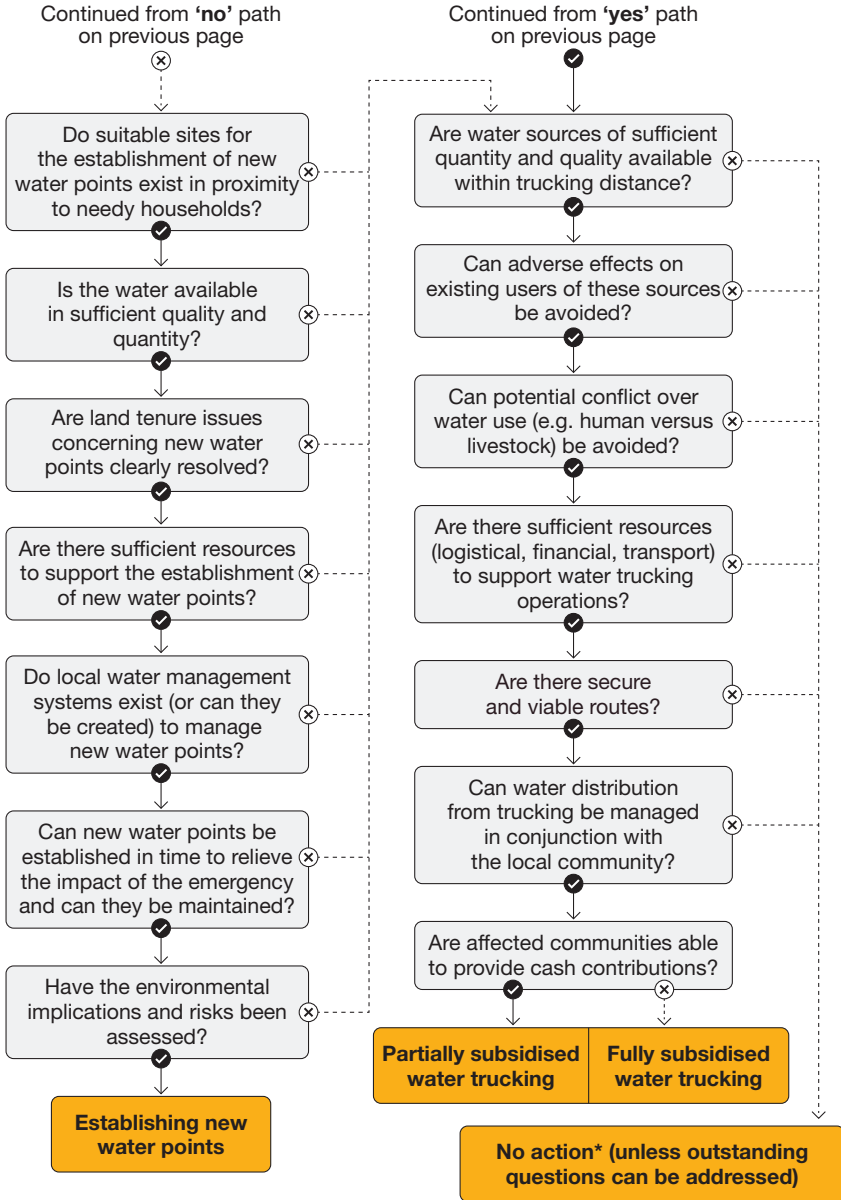 Continued from ‘no’ path
on previous page
Do suitable sites for
the establishment of new
water points exist in proximity
to needy households?
Is the water available
in sufficient quality and
quantity?
Are land tenure issues
concerning new water
points clearly resolved?
Are there sufficient resources
to support the establishment
of new water points?
Do local water management
systems exist (or can they
be created) to manage
new water points?
Can new water points be
established in time to relieve
the impact of the emergency
and can they be maintained?
Have the environmental
implications and risks been
assessed?
Establishing new
water points
Continued from ‘yes’ path
on previous page
Are water sources of sufficient
quantity and quality available
within trucking distance?
Can adverse effects on
existing users of these sources
be avoided?
Can potential conflict over
water use (e.g. human versus
livestock) be avoided?
Are there sufficient resources
(logistical, financial, transport)
to support water trucking
operations?
Are there secure
and viable routes?
Can water distribution
from trucking be managed
in conjunction with
the local community?
Are affected communities able
to provide cash contributions?
Partially subsidised
water trucking
Fully subsidised
water trucking
No action* (unless outstanding
questions can be addressed)